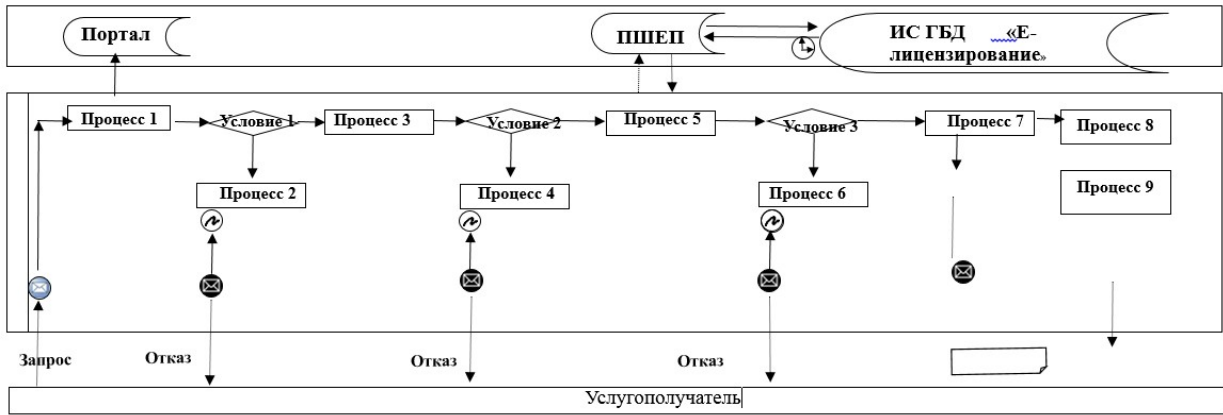 Портал
ПШЕП
ИС ГБД «Е-
лицензирование»
Процесс 1
Условие 1
Процесс 3
Условие 2
Процесс 5
Условие 3
Процесс 7
Процесс 8
Процесс 2
Процесс 4
Процесс 6
Процесс 9
Запрос
Отказ
Отказ
Отказ
Услугополучатель